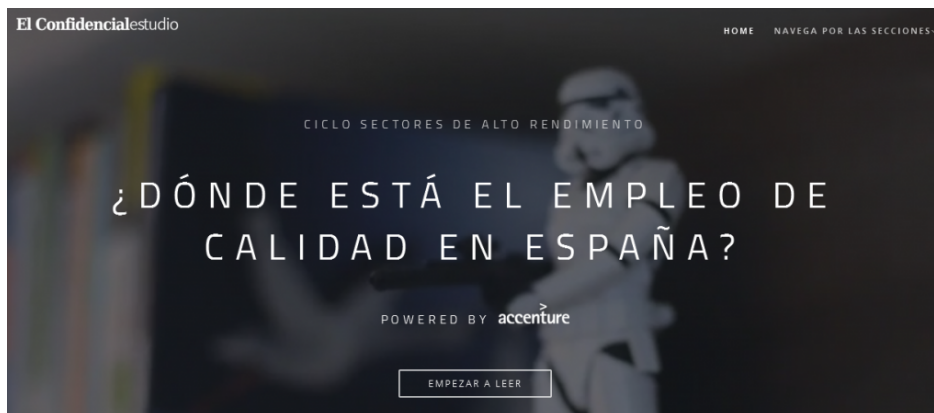 El Confidencialestudio
HOME NAVEGA POR LAS SECCIONES
CICLO SECTORES DE ALTO RENDIMIENTO
¿DÓNDE ESTÁ EL EMPLEO DE
CALIDAD EN ESPAÑA?
POWERED BY accenture
EMPEZAR A LEER